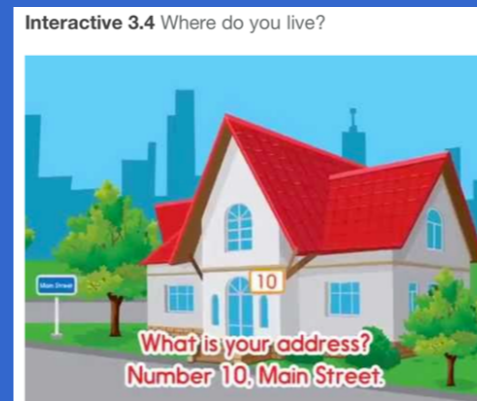 Interactive 3.4 Where do you live?
Main Street
10
What is your address?
Number 10, Main Street.